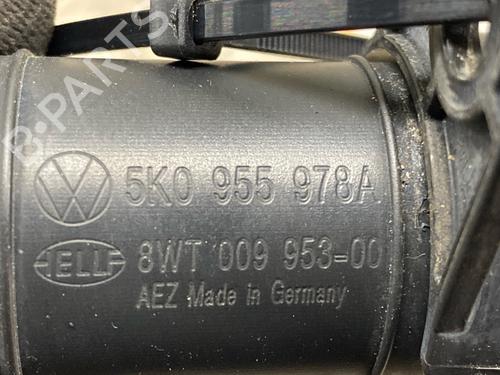 B-PARTS
5K0 955 978A
HELLA
8WT 009 953-00
AEZ Made in Germany